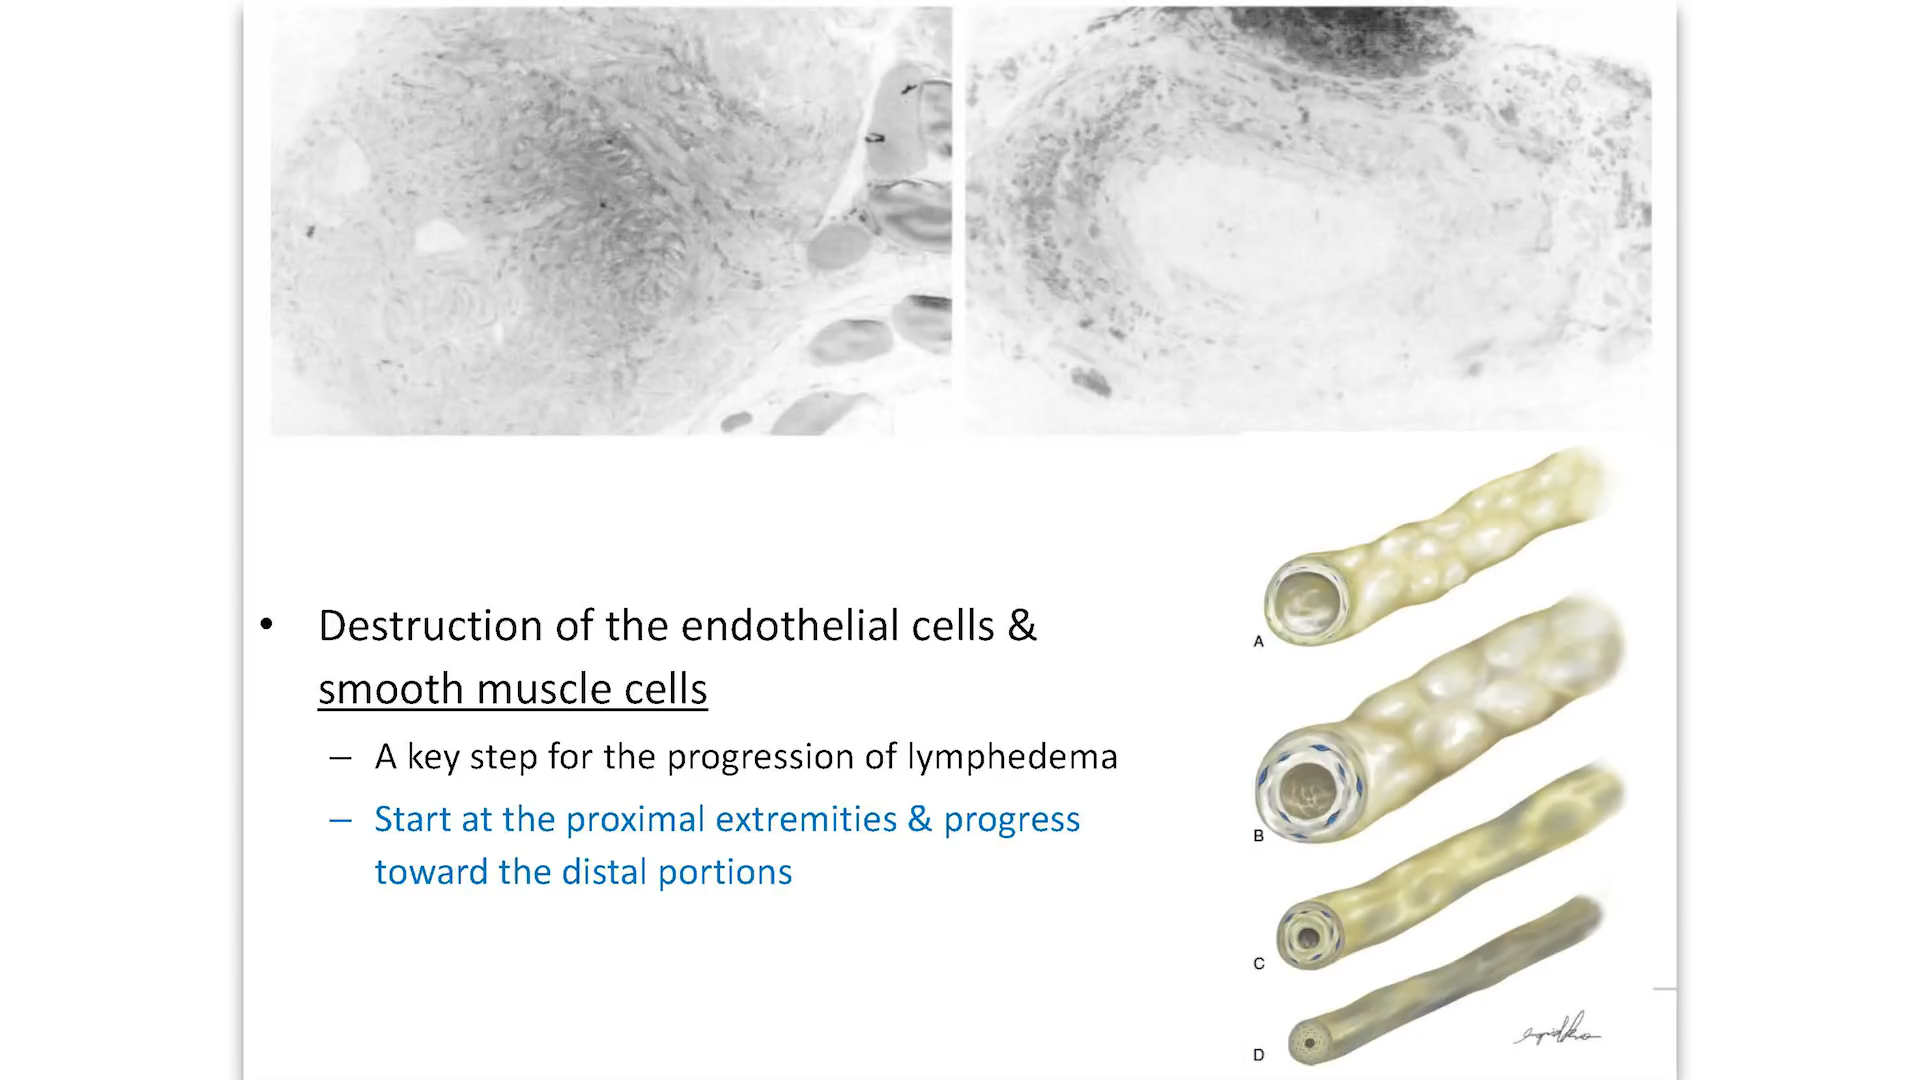 • Destruction of the endothelial cells &
smooth muscle cells
– A key step for the progression of lymphedema
– Start at the proximal extremities & progress
toward the distal portions
A
B
C
D